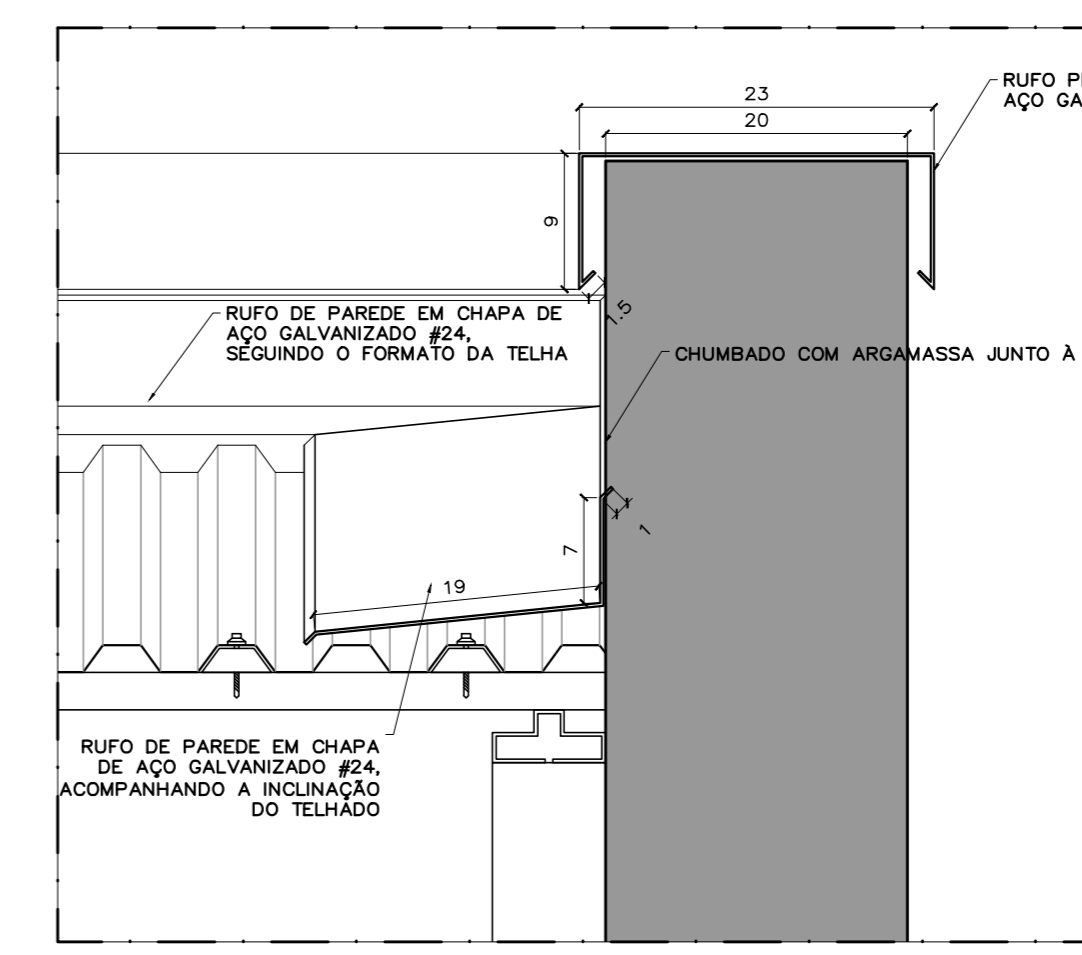 23
20
RUFO P
AÇO GA
9
RUFO DE PAREDE EM CHAPA DE
AÇO GALVANIZADO #24,
SEGUINDO O FORMATO DA TELHA
1.5
CHUMBADO COM ARGAMASSA JUNTO À
7
1
19
RUFO DE PAREDE EM CHAPA
DE AÇO GALVANIZADO #24,
ACOMPANHANDO A INCLINAÇÃO
DO TELHADO